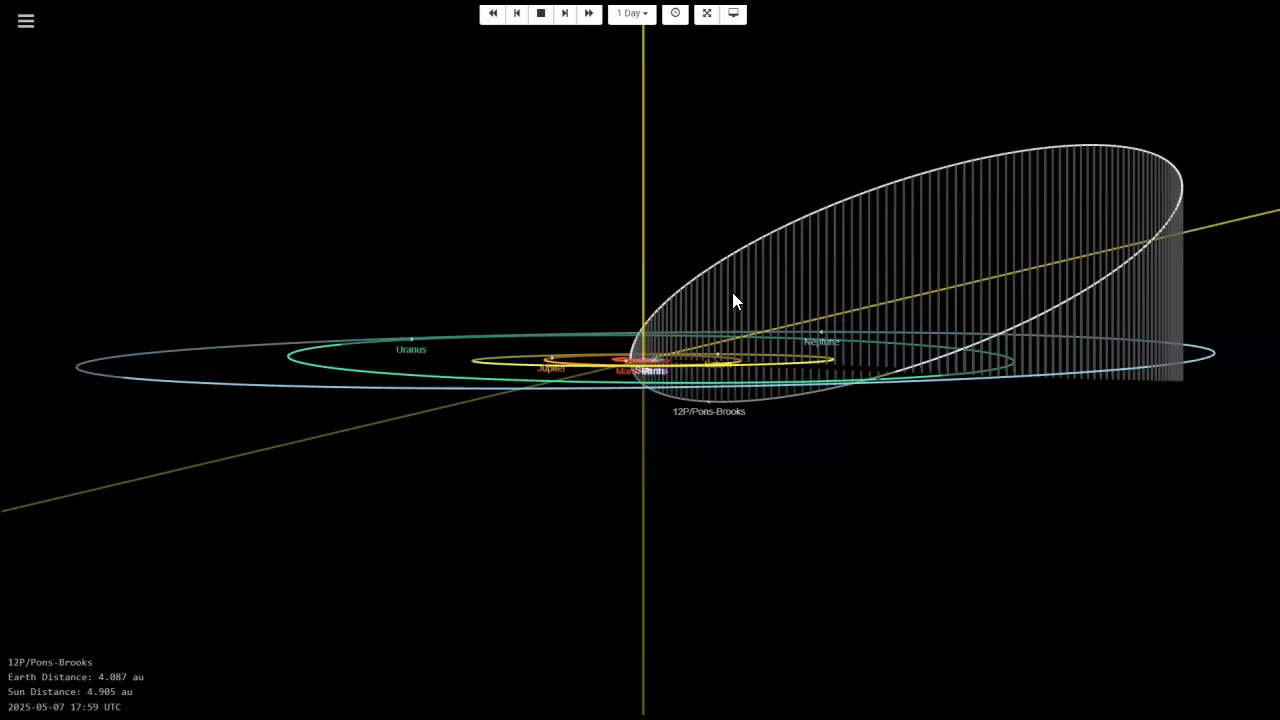 1 Day
Neptune
Uranus
Saturn
Jupiter
12P/Pons-Brooks
12P/Pons-Brooks
Earth Distance: 4.087 au
Sun Distance: 4.905 au
2025-05-07 17:59 UTC